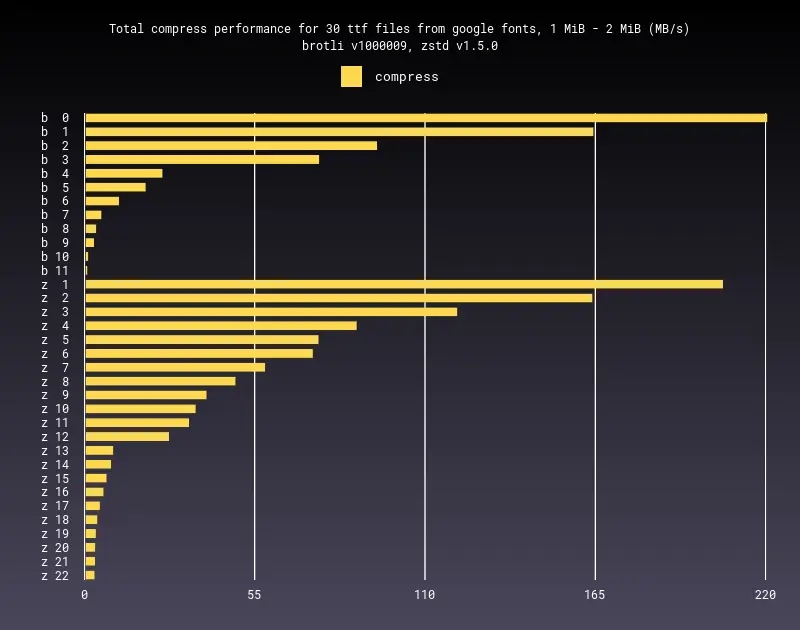 Total compress performance for 30 ttf files from google fonts, 1 MiB - 2 MiB (MB/s)
brotli v1000009, zstd v1.5.0
compress
b 0
b 1
b 2
b 3
b 4
b 5
b 6
b 7
b 8
b 9
b 10
b 11
z 1
z 2
z 3
z 4
z 5
z 6
z 7
z 8
z 9
z 10
z 11
z 12
z 13
z 14
z 15
z 16
z 17
z 18
z 19
z 20
z 21
z 22
0 55 110 165 220